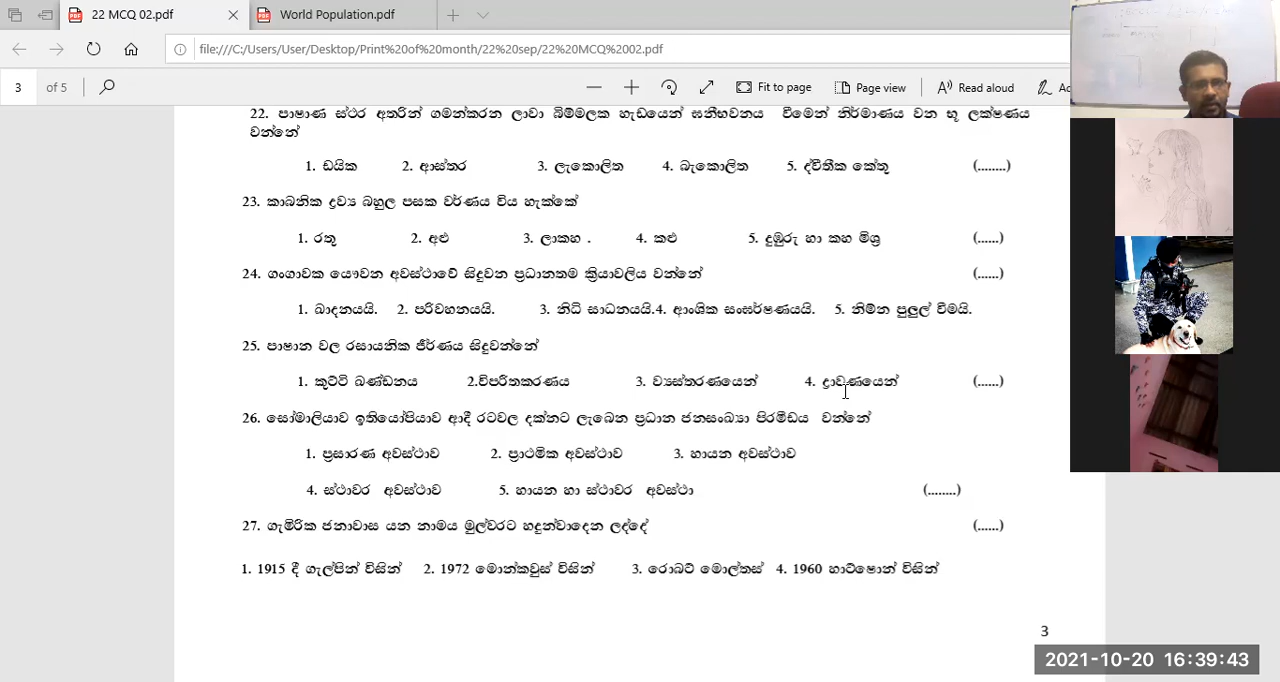 22 MCQ 02.pdf
World Population.pdf
file:///C:/Users/User/Desktop/Print%20of%20month/22%20sep/22%20MCQ%2002.pdf
3 of 5
Fit to page
Page view
Read aloud
22. පාෂාණ ස්ථර අතරින් ගමන්කරන ලාවා බිම්මලක හැඩයෙන් ඝනීභවනය වීමෙන් නිර්මාණය වන භූ ලක්ෂණය
වන්නේ
1. ඩයික 2. ආස්තර 3. ලැකොලිත 4. බැකොලිත 5. ද්විතීක කේතු (........)
23. කාබනික ද්‍රව්‍ය බහුල පසක වර්ණය විය හැක්කේ
1. රතු 2. අළු 3. ලාකහ . 4. කළු 5. දුඹුරු හා කහ මිශ්‍ර (......)
24. ගංගාවක යෞවන අවස්ථාවේ සිදුවන ප්‍රධානතම ක්‍රියාවලිය වන්නේ (......)
1. ඛාදනයයි. 2. පරිවහනයයි. 3. නිධි සාධනයයි.4. ආංශික සංඝර්ෂණයයි. 5. නිම්න පුලුල් වීමයි.
25. පාෂාන වල රසායනික ජීර්ණය සිදුවන්නේ
1. කුට්ටි ඛණ්ඩනය 2.විපරිතකරණය 3. ව්‍යස්තරණයෙන් 4. ද්‍රාවණයෙන් (......)
26. සෝමාලියාව ඉතියෝපියාව ආදී රටවල දක්නට ලැබෙන ප්‍රධාන ජනසංඛ්‍යා පිරමීඩය වන්නේ
1. ප්‍රසාරණ අවස්ථාව 2. ප්‍රාථමික අවස්ථාව 3. හායන අවස්ථාව
4. ස්ථාවර අවස්ථාව 5. හායන හා ස්ථාවර අවස්ථා (........)
27. ගැමිරික ජනාවාස යන නාමය මුල්වරට හදුන්වාදෙන ලද්දේ (......)
1. 1915 දී ගැල්පින් විසින් 2. 1972 මොන්කවුස් විසින් 3. රොබට් මොල්තස් 4. 1960 හාට්ෂොන් විසින්
3
2021-10-20 16:39:43